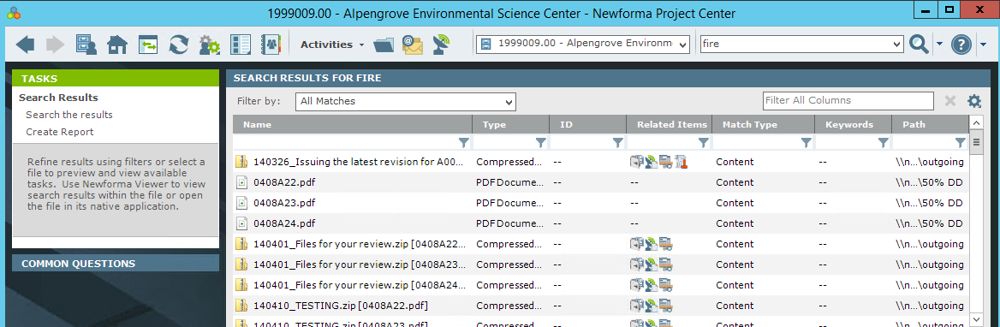 1999009.00 - Alpengrove Environmental Science Center - Newforma Project Center
Activities 1999009.00 - Alpengrove Environm fire
TASKS
Search Results
Search the results
Create Report
Refine results using filters or select a
file to preview and view available
tasks. Use Newforma Viewer to view
search results within the file or open
the file in its native application.
COMMON QUESTIONS
SEARCH RESULTS FOR FIRE
Filter by: All Matches Filter All Columns
Name Type ID Related Items Match Type Keywords Path
140326_Issuing the latest revision for A00... Compressed... -- Content -- \\n...\outgoing
0408A22.pdf PDFDocume... -- -- Content -- \\n...\50% DD
0408A23.pdf PDFDocume... -- -- Content -- \\n...\50% DD
0408A24.pdf PDFDocume... -- -- Content -- \\n...\50% DD
140401_Files for your review.zip [0408A22... Compressed... -- Content -- \\n...\outgoing
140401_Files for your review.zip [0408A23... Compressed... -- Content -- \\n...\outgoing
140401_Files for your review.zip [0408A24... Compressed... -- Content -- \\n...\outgoing
140410_TESTING.zip [0408A22.pdf] Compressed... -- Content -- \\n...\outgoing
140410_TESTING.zip [0408A23.pdf] Compressed... -- Content -- \\n...\outgoing